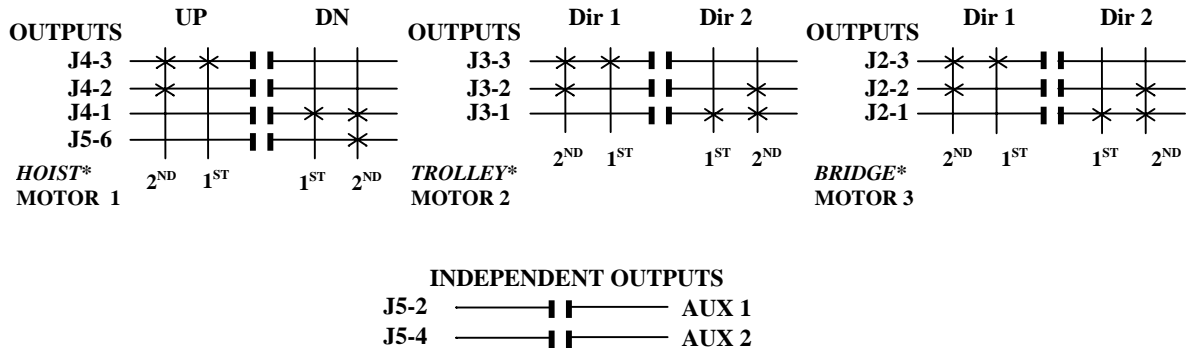 UP DN
OUTPUTS
J4-3
J4-2
J4-1
J5-6
2ND 1ST 1ST 2ND
HOIST*
MOTOR 1
Dir 1 Dir 2
OUTPUTS
J3-3
J3-2
J3-1
2ND 1ST 1ST 2ND
TROLLEY*
MOTOR 2
Dir 1 Dir 2
OUTPUTS
J2-3
J2-2
J2-1
2ND 1ST 1ST 2ND
BRIDGE*
MOTOR 3
INDEPENDENT OUTPUTS
J5-2 AUX 1
J5-4 AUX 2